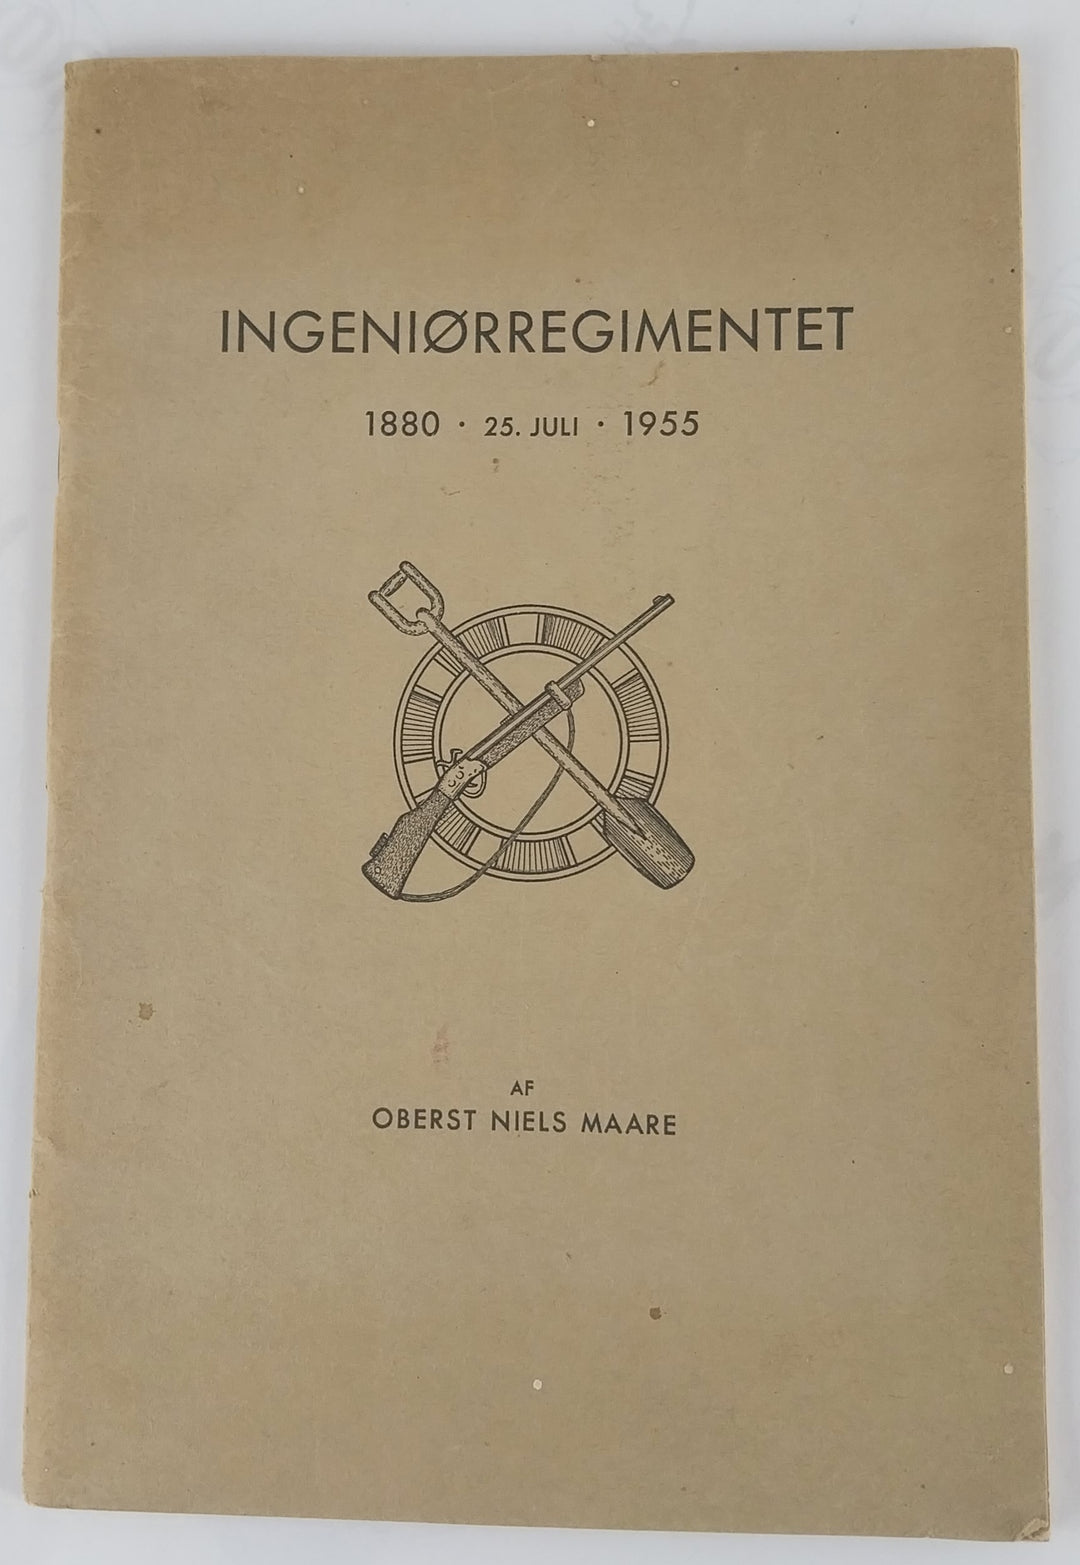 INGENIØRREGIMENTET
1880 · 25. JULI · 1955
AF
OBERST NIELS MAARE